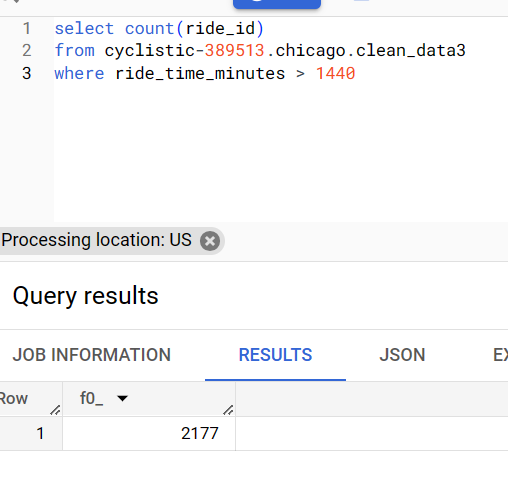 1 select count(ride_id)
2 from cyclistic-389513.chicago.clean_data3
3 where ride_time_minutes > 1440
Processing location: US
Query results
JOB INFORMATION RESULTS JSON EX
Row f0_
1 2177